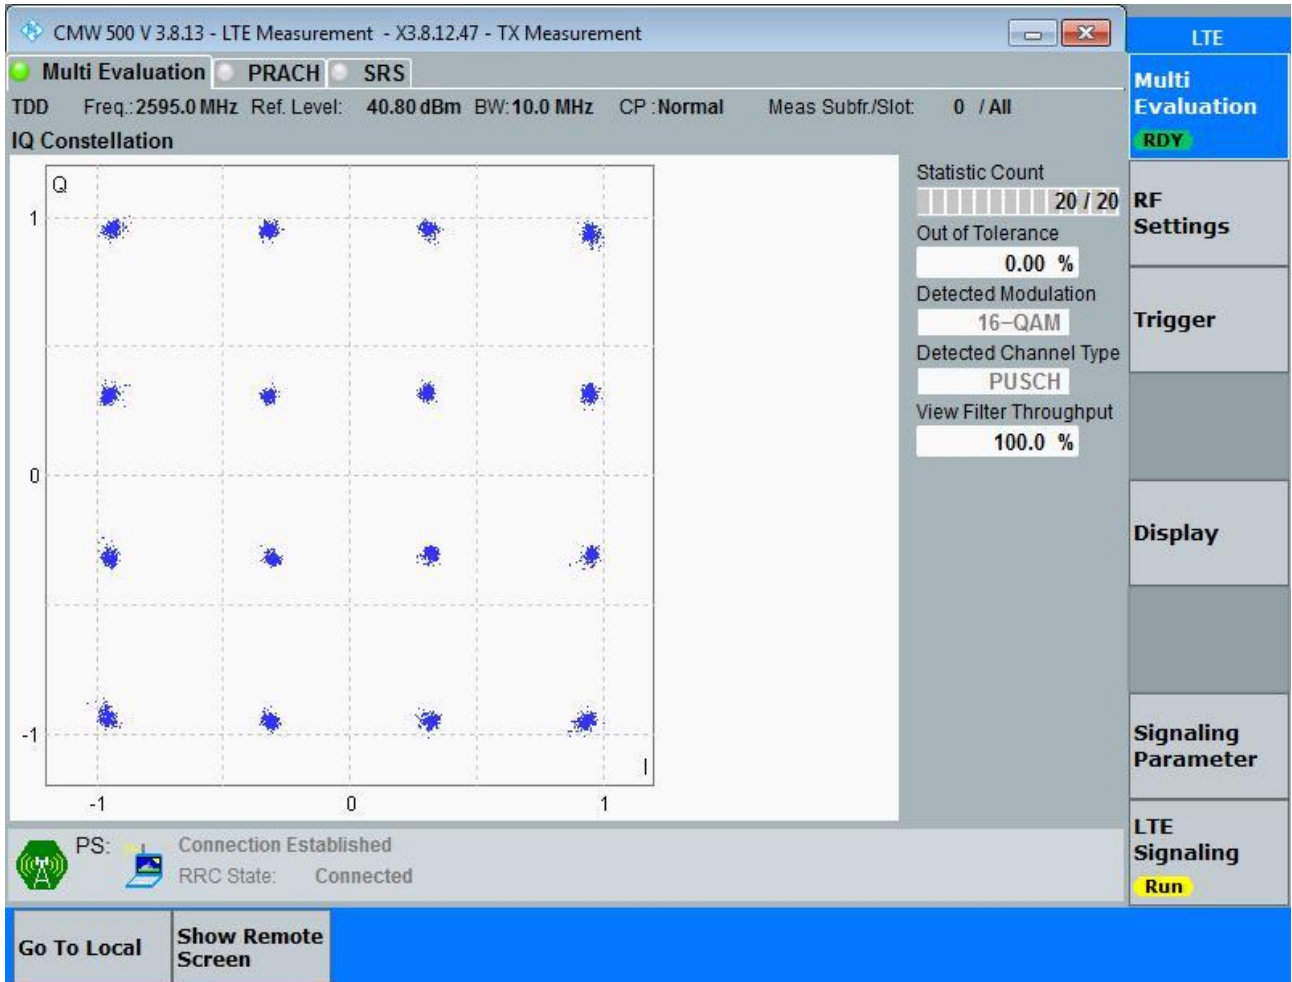 CMW 500 V 3.8.13 - LTE Measurement - X3.8.12.47 - TX Measurement
LTE
Multi Evaluation PRACH SRS
TDD Freq.: 2595.0 MHz Ref. Level: 40.80 dBm BW: 10.0 MHz CP : Normal Meas Subfr./Slot: 0 / All
IQ Constellation
Q
1
0
-1
I
-1 0 1
Statistic Count
20 / 20
Out of Tolerance
0.00 %
Detected Modulation
16-QAM
Detected Channel Type
PUSCH
View Filter Throughput
100.0 %
Multi
Evaluation
RDY
RF
Settings
Trigger
Display
Signaling
Parameter
LTE
Signaling
Run
PS: Connection Established
RRC State: Connected
Go To Local
Show Remote
Screen